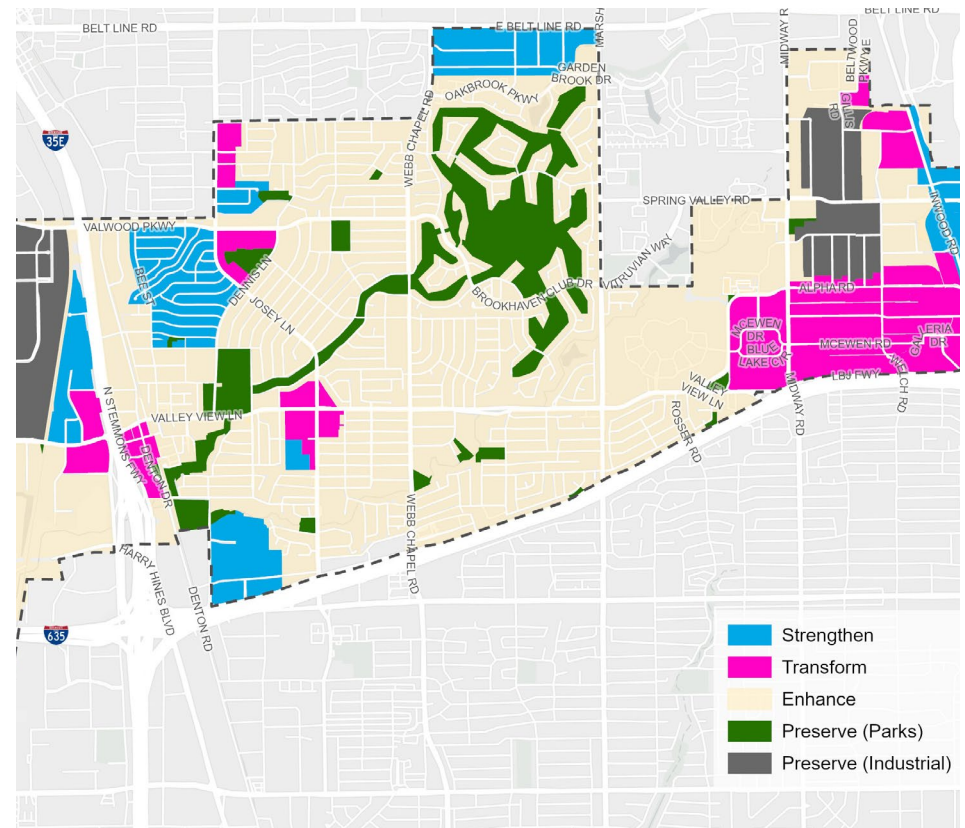 BELT LINE RD
E BELT LINE RD
MARSH
MIDWAY R
BELTWOOD
PKWY E
BELT LINE RD
GARDEN
BROOK DR
OAKBROOK PKWY
WEBB CHAPEL RD
GILLIS
RD
35E
SPRING VALLEY RD
INWOOD RD
VALWOOD PKWY
VITRUVIAN WAY
BEE ST
DENNIS LN
JOSEY LN
BROOKHAVEN CLUB DR
ALPHA RD
MCEWEN
DR
BLUE
LAKE CIR
MCEWEN RD
GALLERIA
DR
WELCH RD
LBJ FWY
VALLEY
VIEW LN
MIDWAY RD
ROSSER RD
N STEMMONS FWY
VALLEY VIEW LN
DENTON DR
WEBB CHAPEL RD
HARRY HINES BLVD
DENTON RD
635
Strengthen
Transform
Enhance
Preserve (Parks)
Preserve (Industrial)